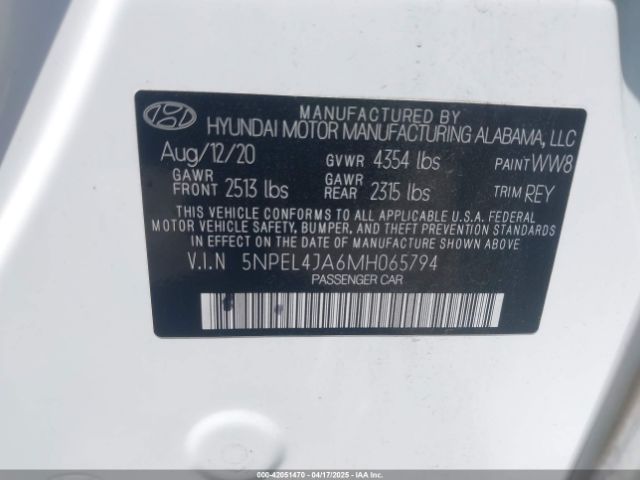 MANUFACTURED BY
HYUNDAI MOTOR MANUFACTURING ALABAMA, LLC
Aug/12/20 GVWR 4354 lbs PAINT WW8
GAWR FRONT 2513 lbs GAWR REAR 2315 lbs TRIM REY
THIS VEHICLE CONFORMS TO ALL APPLICABLE U.S.A. FEDERAL
MOTOR VEHICLE SAFETY, BUMPER, AND THEFT PREVENTION STANDARDS
IN EFFECT ON THE DATE OF MANUFACTURE SHOWN ABOVE.
V.I.N 5NPEL4JA6MH065794
PASSENGER CAR
000-42051470 - 04/17/2025 - WWW.IAAI.COM